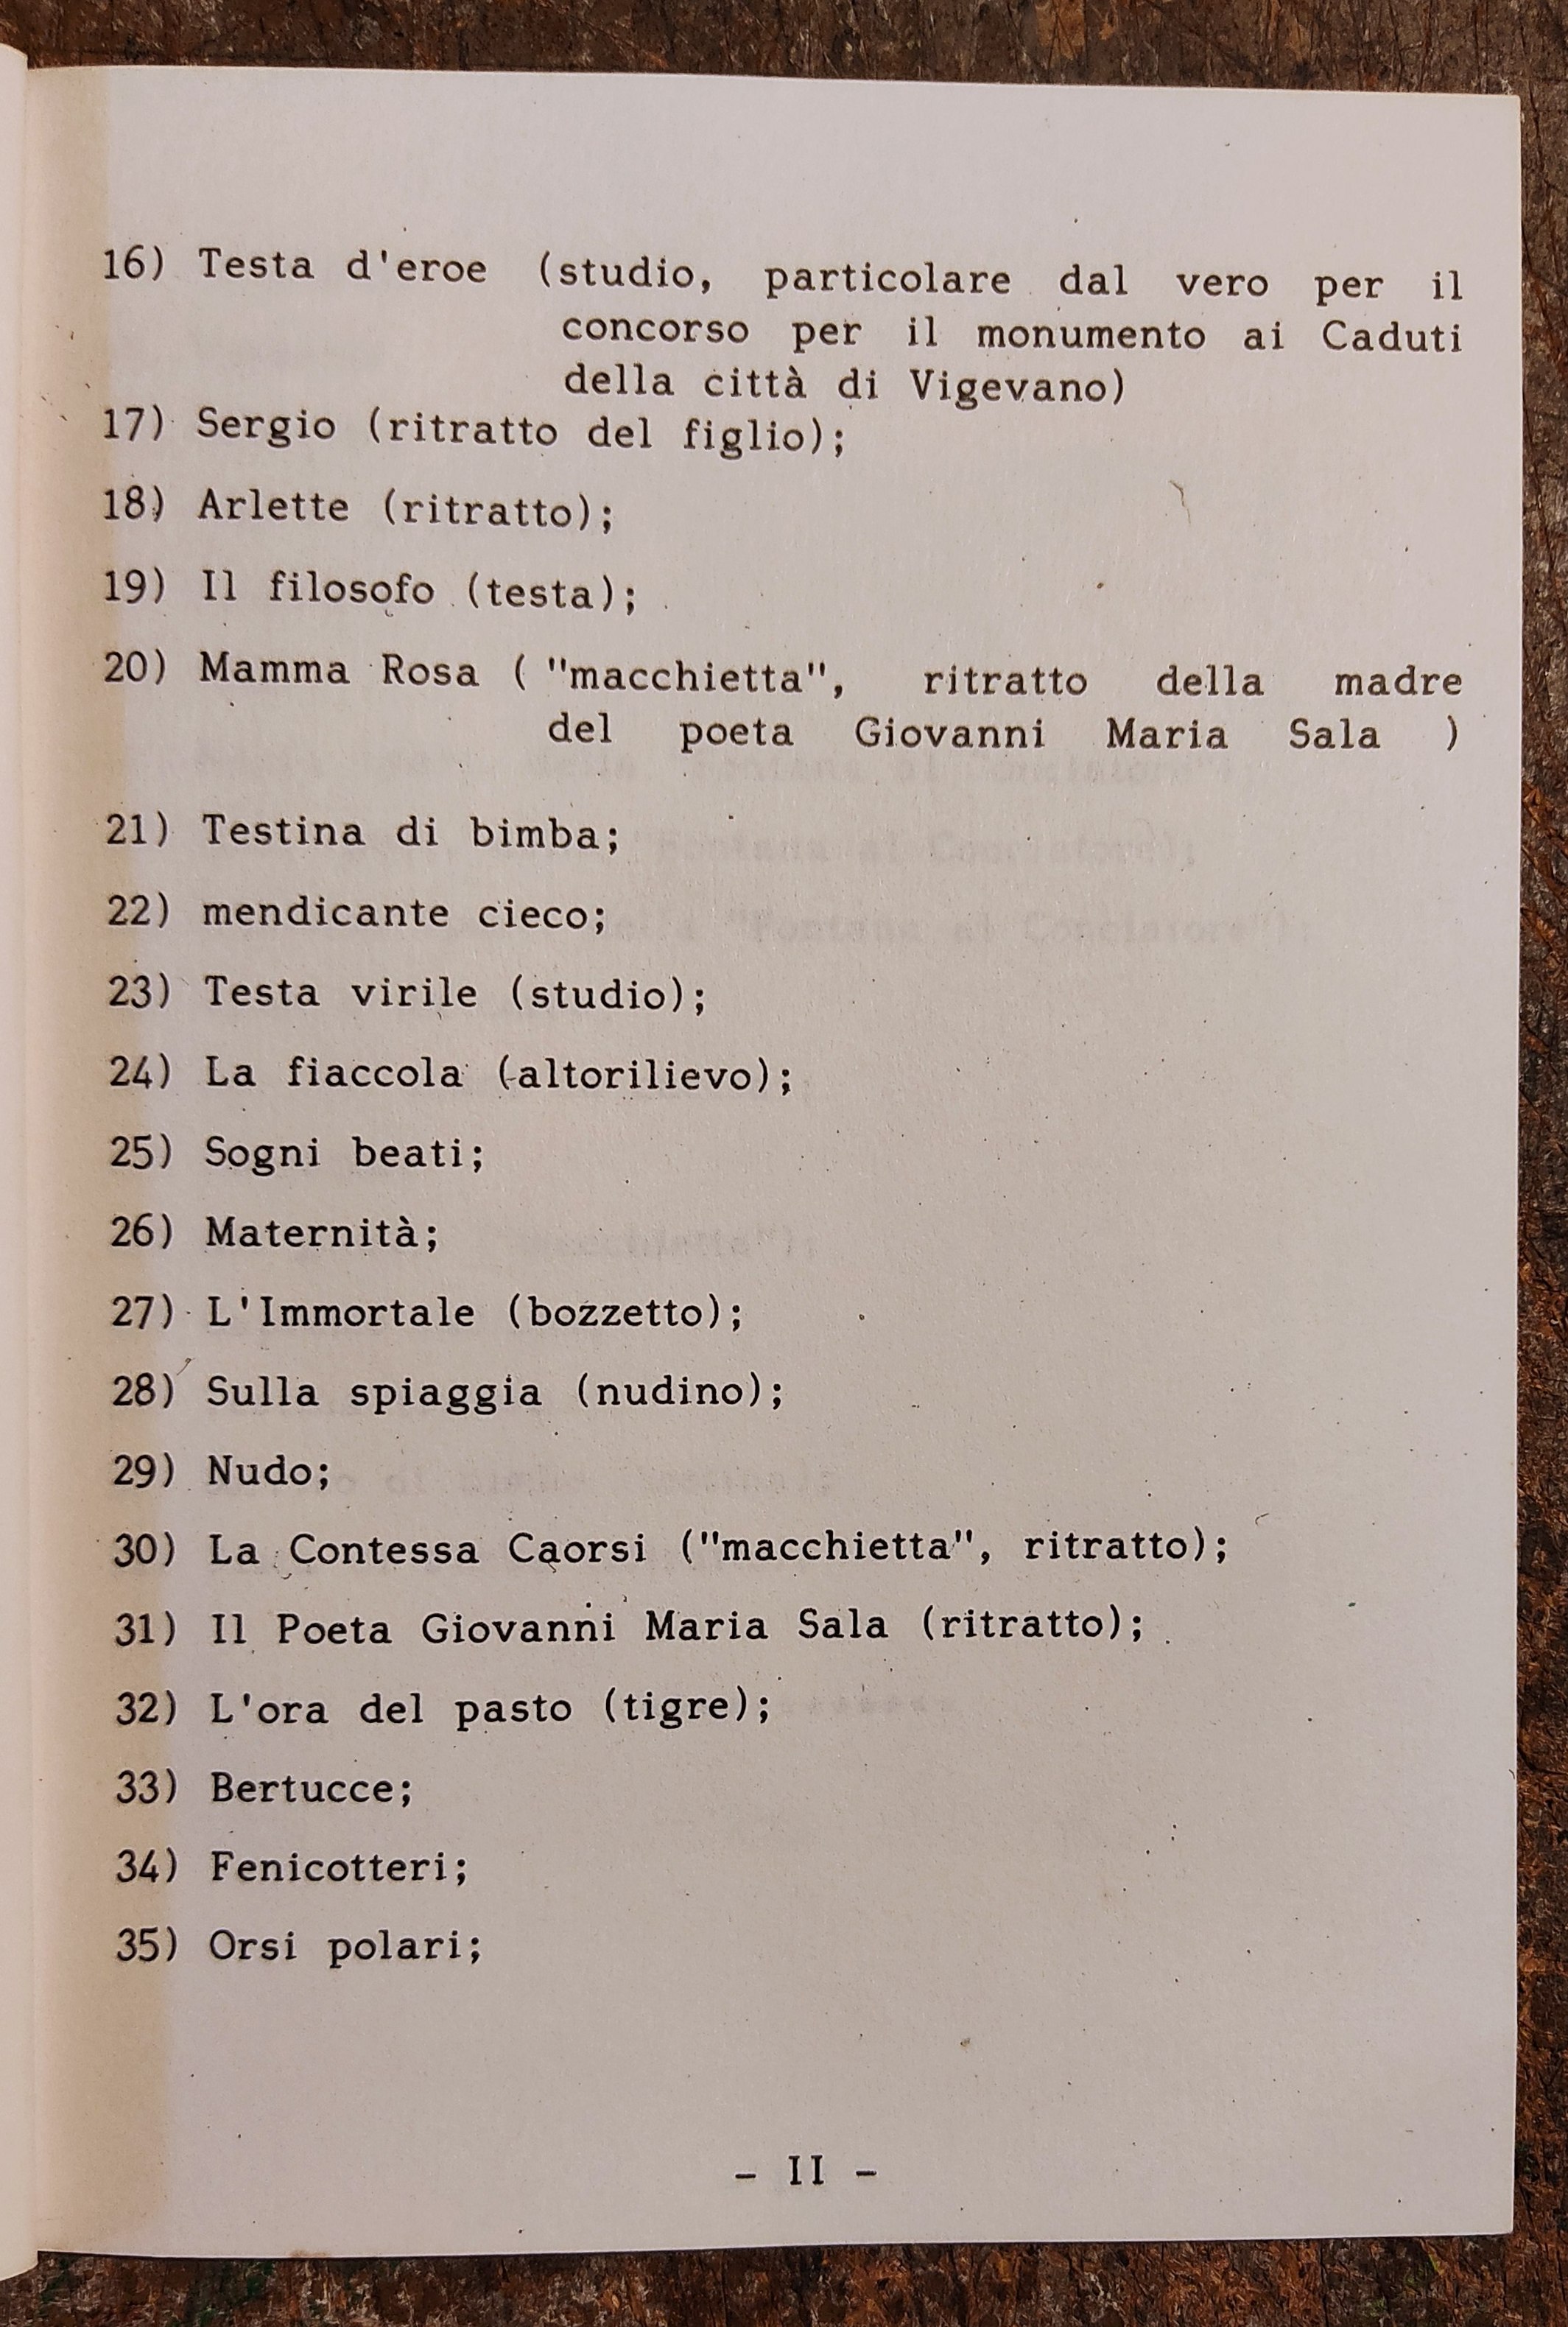 16) Testa d'eroe (studio, particolare dal vero per il
concorso per il monumento ai Caduti
della città di Vigevano)
17) Sergio (ritratto del figlio);
18) Arlette (ritratto);
19) Il filosofo (testa);
20) Mamma Rosa ( "macchietta", ritratto della madre
del poeta Giovanni Maria Sala )
21) Testina di bimba;
22) mendicante cieco;
23) Testa virile (studio);
24) La fiaccola (altorilievo);
25) Sogni beati;
26) Maternità;
27) L'Immortale (bozzetto);
28) Sulla spiaggia (nudino);
29) Nudo;
30) La Contessa Caorsi ("macchietta", ritratto);
31) Il Poeta Giovanni Maria Sala (ritratto);
32) L'ora del pasto (tigre);
33) Bertucce;
34) Fenicotteri;
35) Orsi polari;
- II -